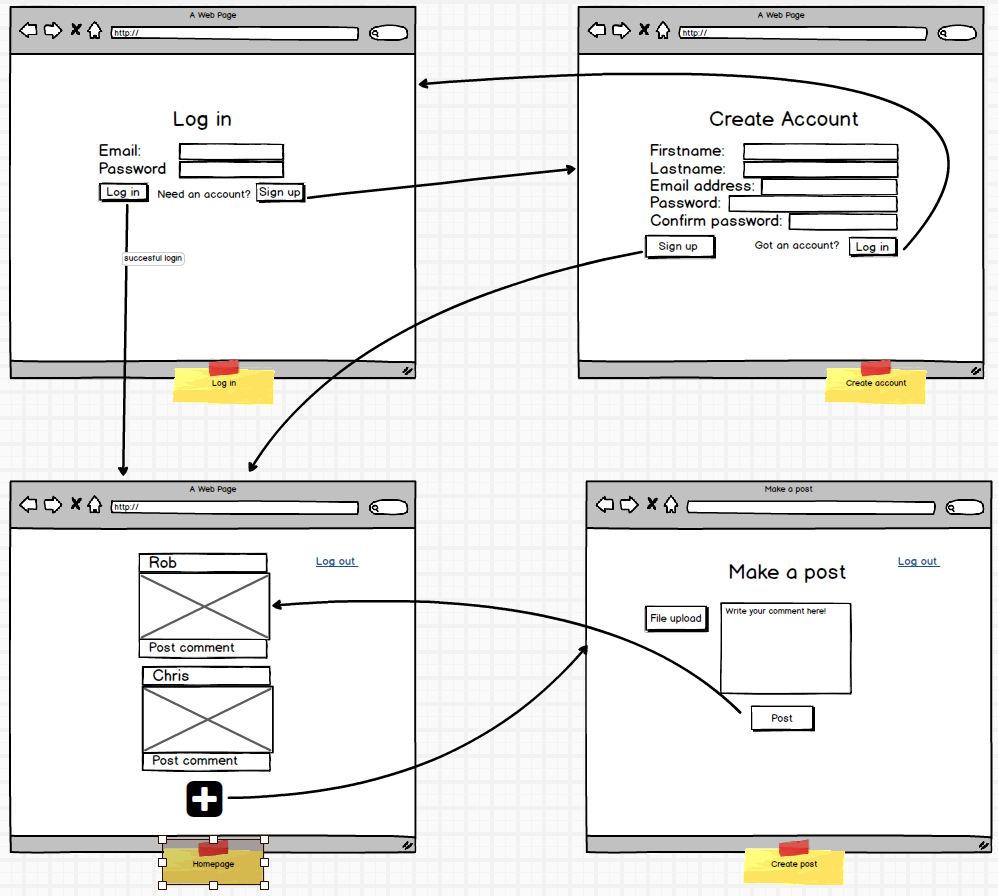 A Web Page
http://
Log in
Email:
Password
Log in
Need an account?
Sign up
succesful login
Log in
A Web Page
http://
Create Account
Firstname:
Lastname:
Email address:
Password:
Confirm password:
Sign up
Got an account?
Log in
Create account
A Web Page
http://
Log out
Rob
Post comment
Chris
Post comment
Homepage
Make a post
Log out
Make a post
File upload
Write your comment here!
Post
Create post